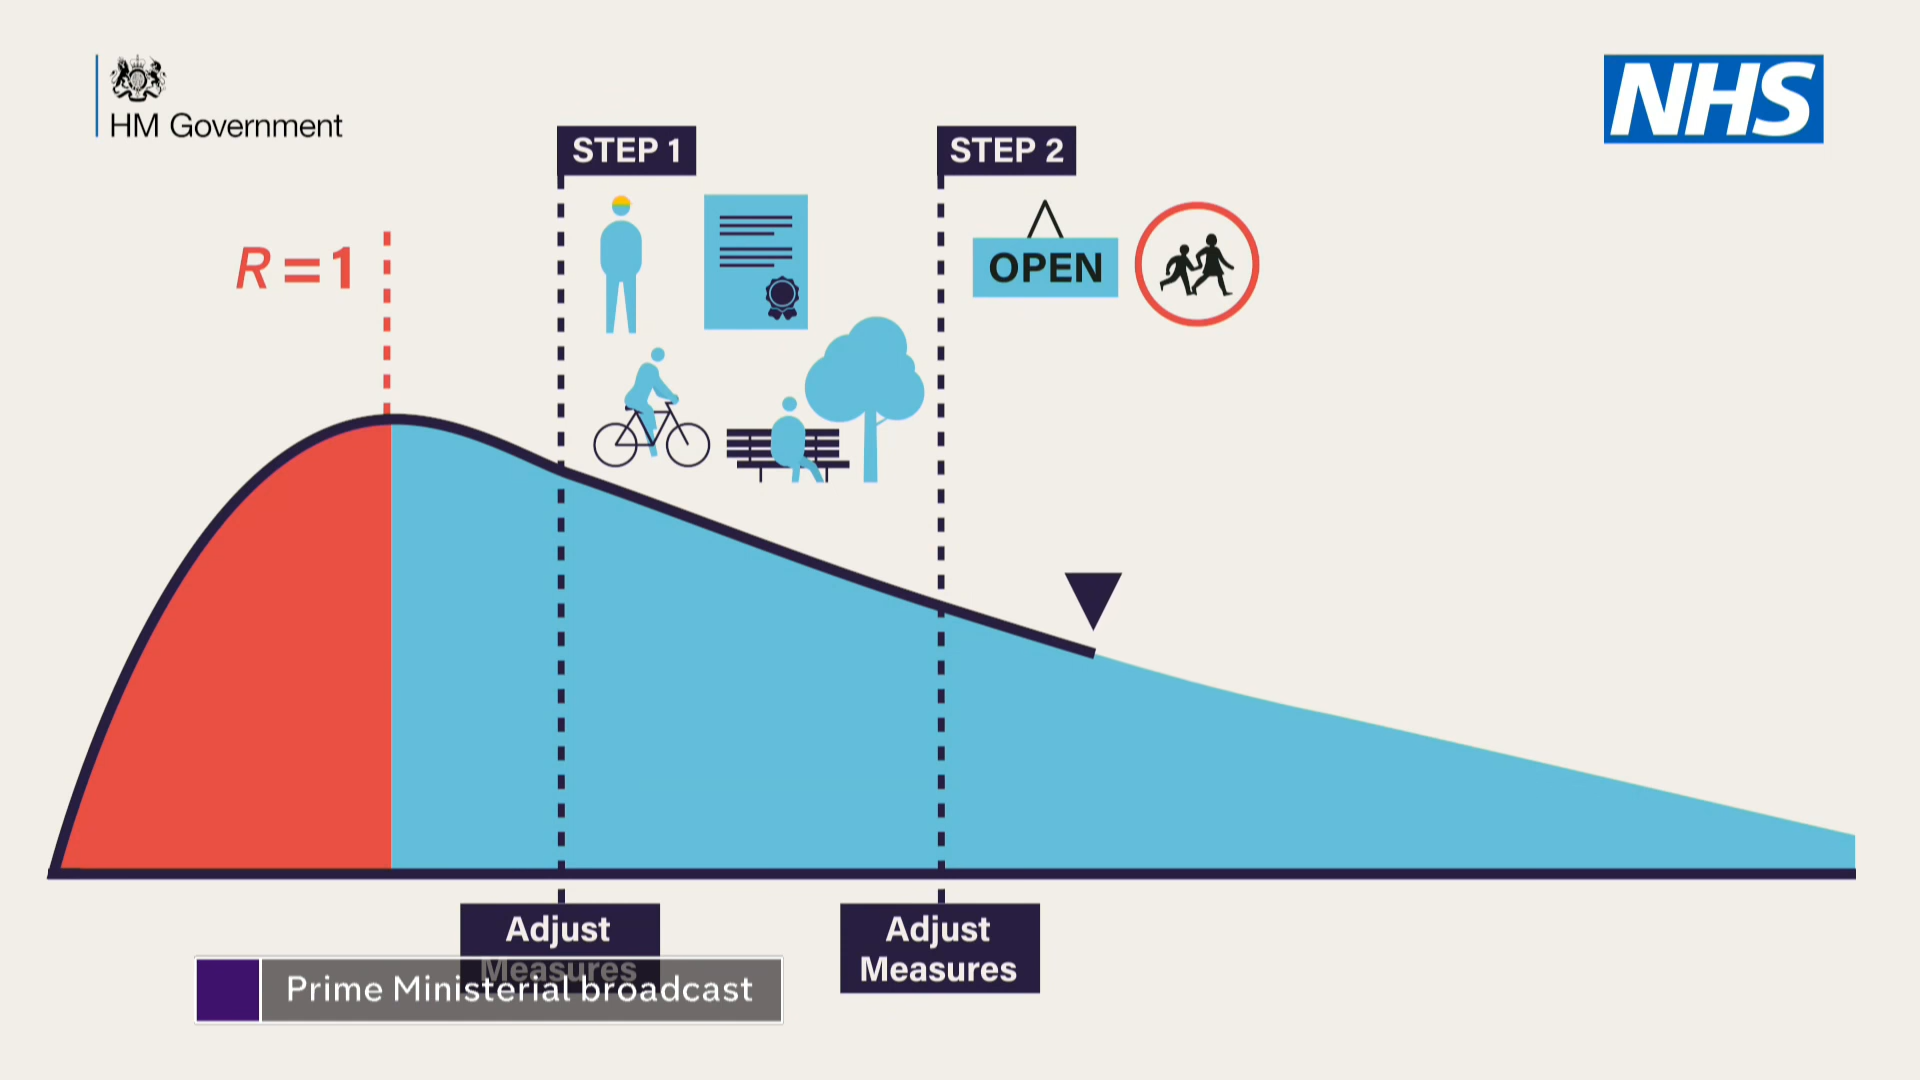 HM Government
NHS
STEP 1
STEP 2
R = 1
OPEN
Adjust
Measures
Adjust
Measures
Prime Ministerial broadcast